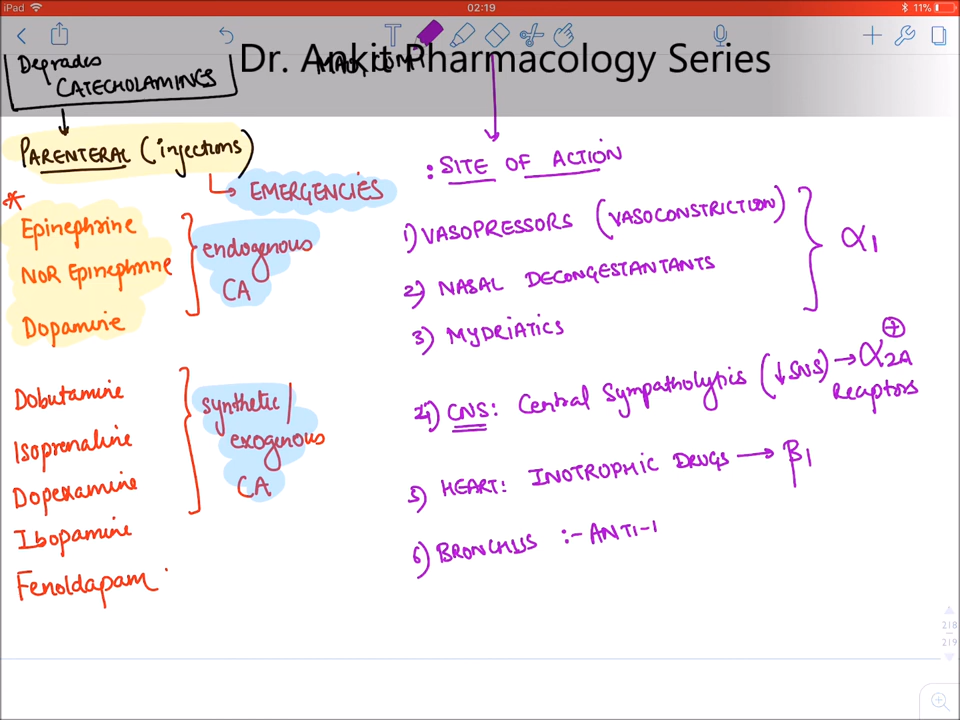 iPad 02:19 11%
Dr. Ankit Pharmacology Series
Degrades
CATECHOLAMINGS
PARENTERAL (injections)
EMERGENCIES
*
Epinephrine
NOR Epinephrine
Dopamine
endogenous
CA
Dobutamine
Isoprenaline
Dopexamine
Ibopamine
Fenoldapam
synthetic/
exogenous
CA
: SITE OF ACTION
1) VASOPRESSORS (VASOCONSTRICTION)
2) NASAL DECONGESTANTANTS
3) MYDRIATICS
α1
4) CNS: Central Sympatholytics (↓SNS) → α2A
+
Receptors
5) HEART: INOTROPHIC DRUGS → β1
6) BRONCHUS :- ANTI-I
218
219